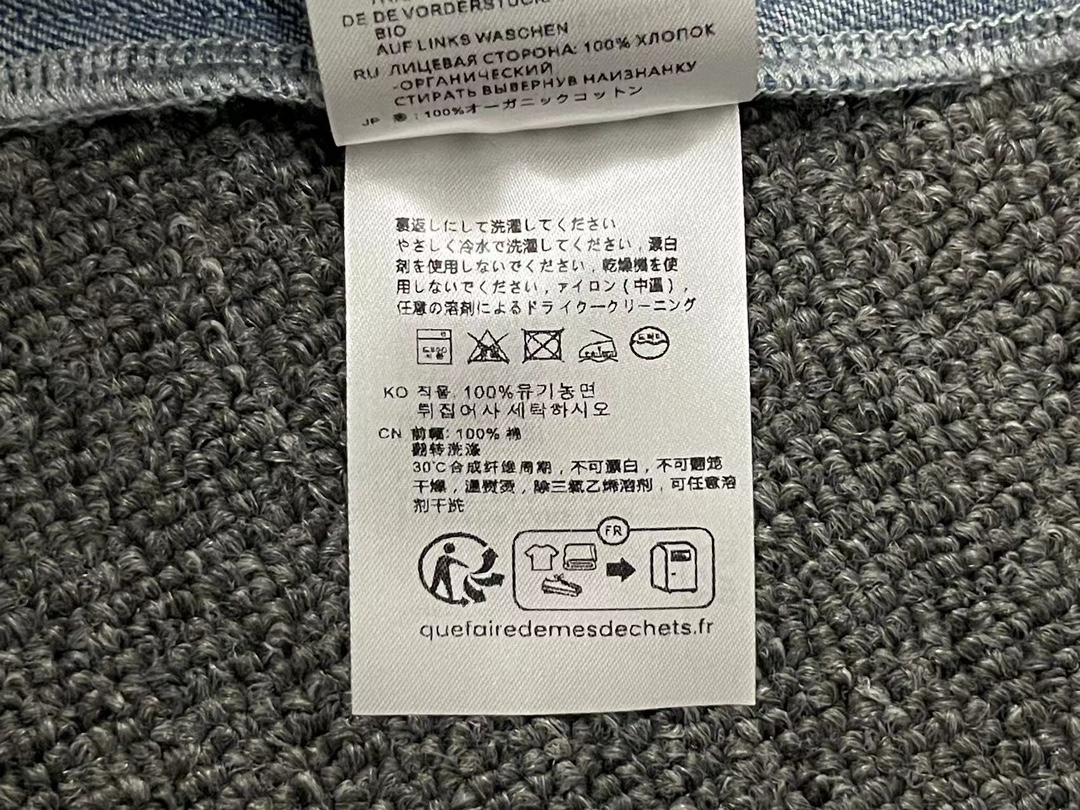 DE DE VORDERSTÜCK
BIO
AUF LINKS WASCHEN
RU ЛИЦЕВАЯ СТОРОНА: 100% ХЛОПОК
-ОРГАНИЧЕСКИЙ
СТИРАТЬ ВЫВЕРНУВ НАИЗНАНКУ
JP 表:100%オーガニックコットン
裏返しにして洗濯してください
やさしく冷水で洗濯してください,漂白
剤を使用しないでください,乾燥機を使
用しないでください,アイロン(中温),
任意の溶剤によるドライクークリーニング
드라이
KO 직물. 100%유기농면
뒤집어사 세탁하시오
CN 前幅: 100% 棉
翻转洗涤
30℃合成纤维周期,不可漂白,不可翻笼
干燥,温熨烫,除三氯乙烯溶剂,可任意溶
剂干洗
FR
quefairedemesdechets.fr